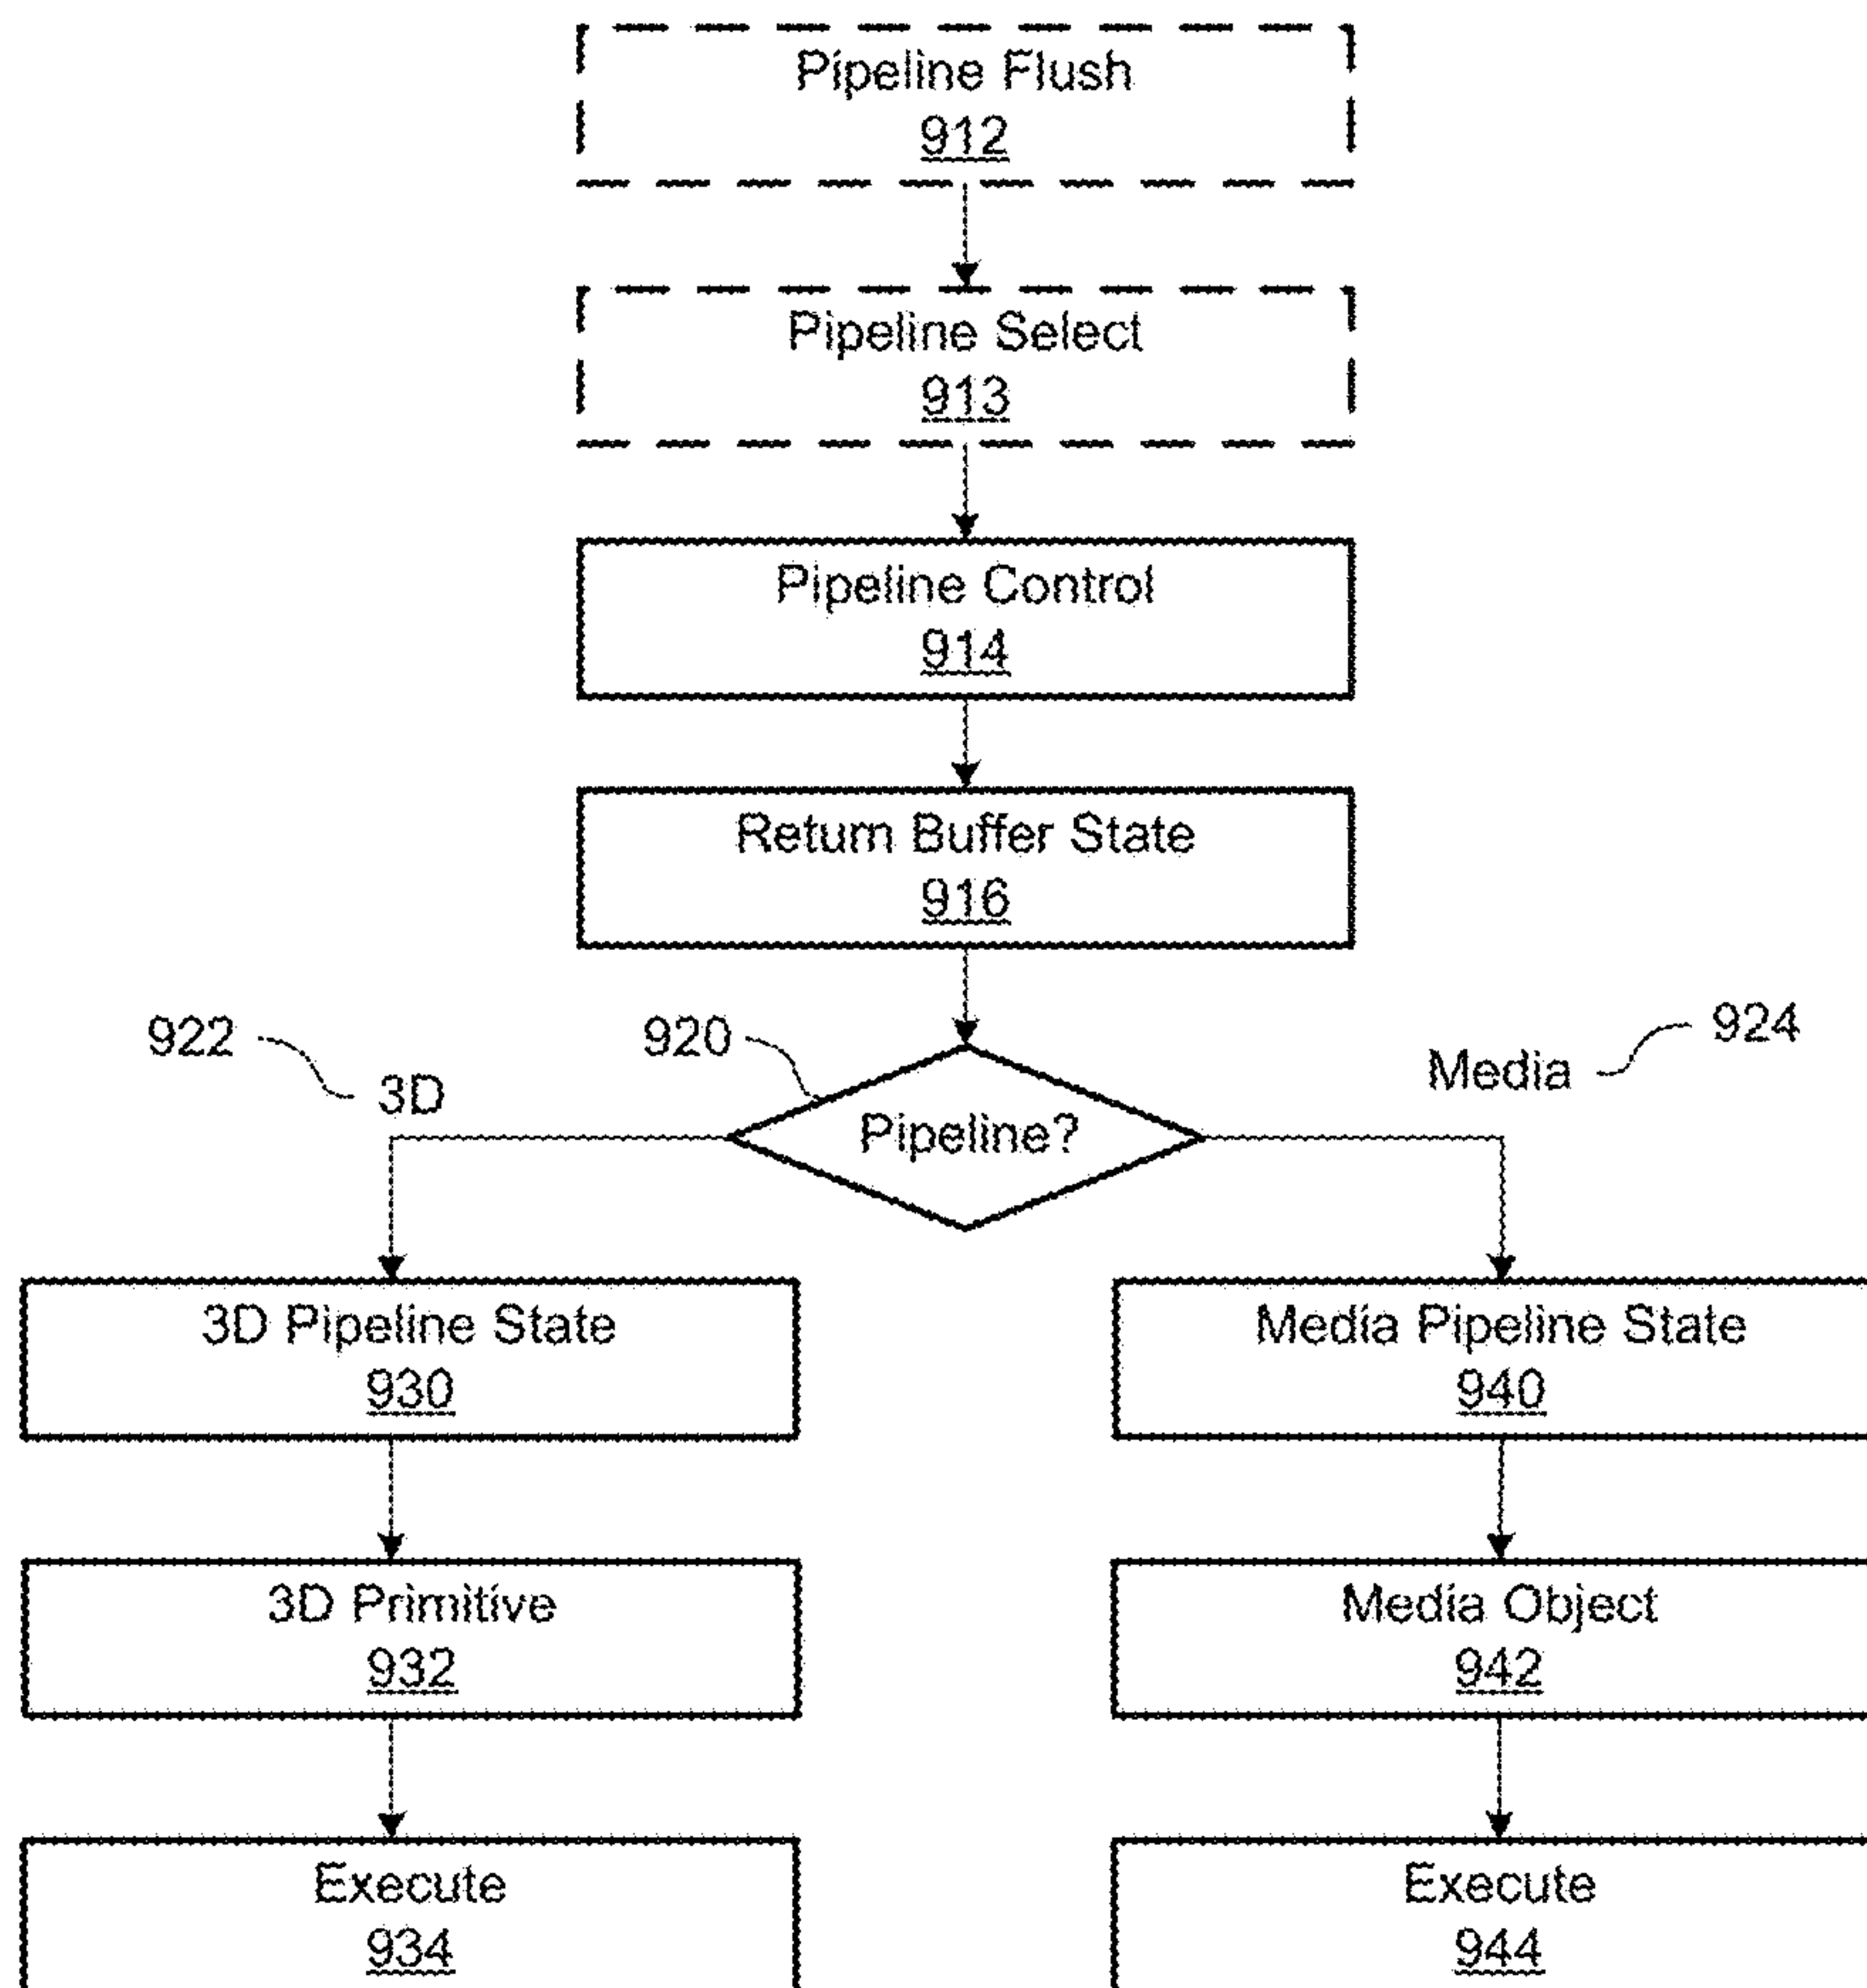 Pipeline Flush
912
Pipeline Select
913
Pipeline Control
914
Return Buffer State
916
922
3D
920
Pipeline?
Media
924
3D Pipeline State
930
Media Pipeline State
940
3D Primitive
932
Media Object
942
Execute
934
Execute
944